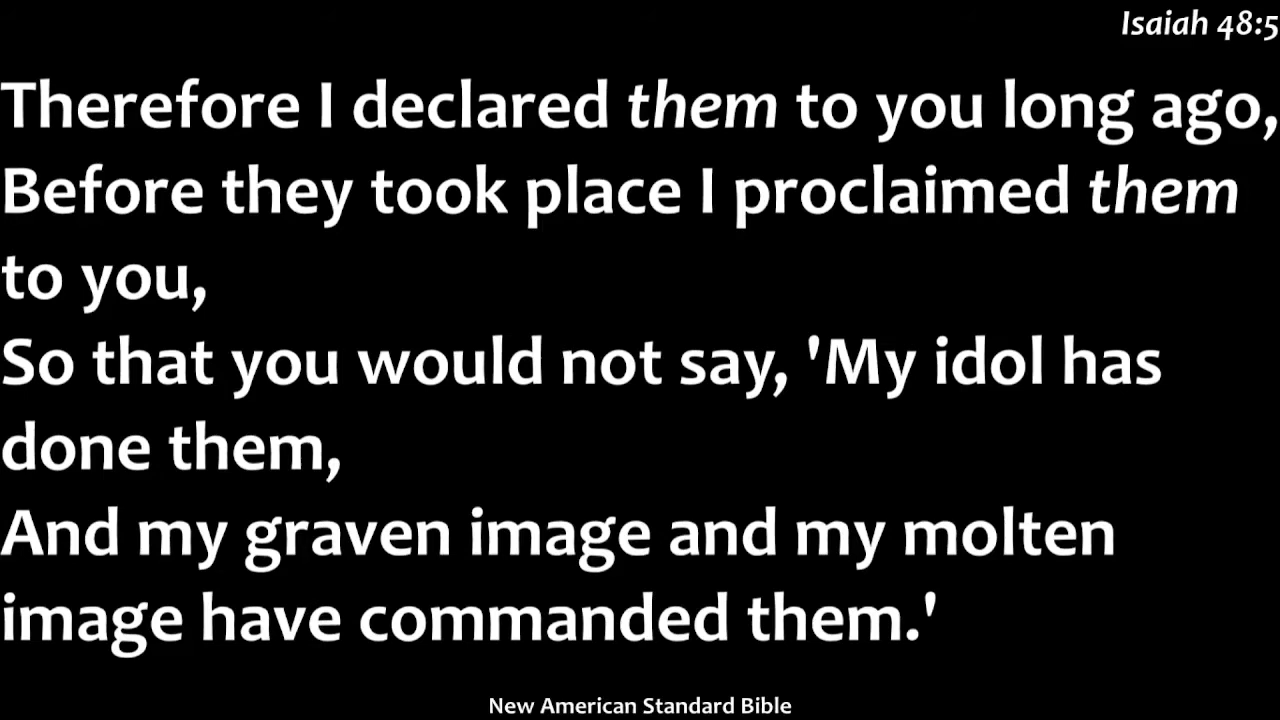 Isaiah 48:5
Therefore I declared them to you long ago,
Before they took place I proclaimed them
to you,
So that you would not say, 'My idol has
done them,
And my graven image and my molten
image have commanded them.'
New American Standard Bible